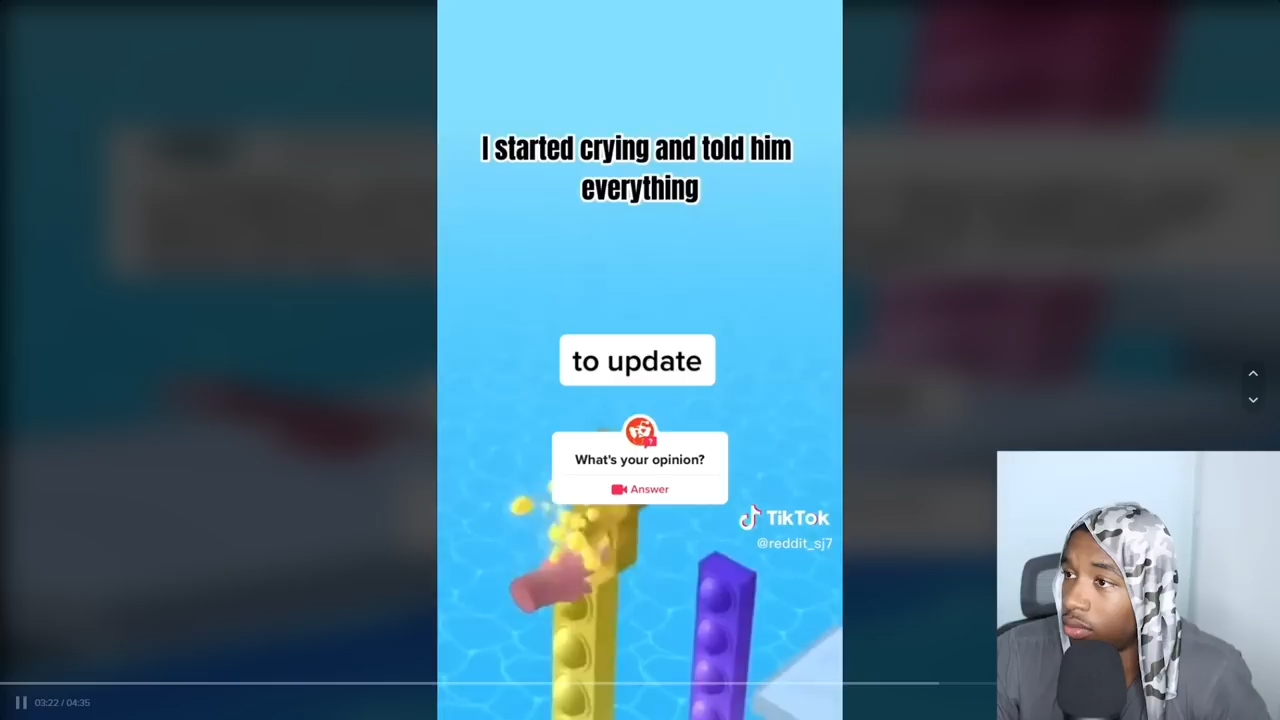 I started crying and told him
everything
to update
What's your opinion?
Answer
TikTok
@reddit_sj7
03:22 / 04:35